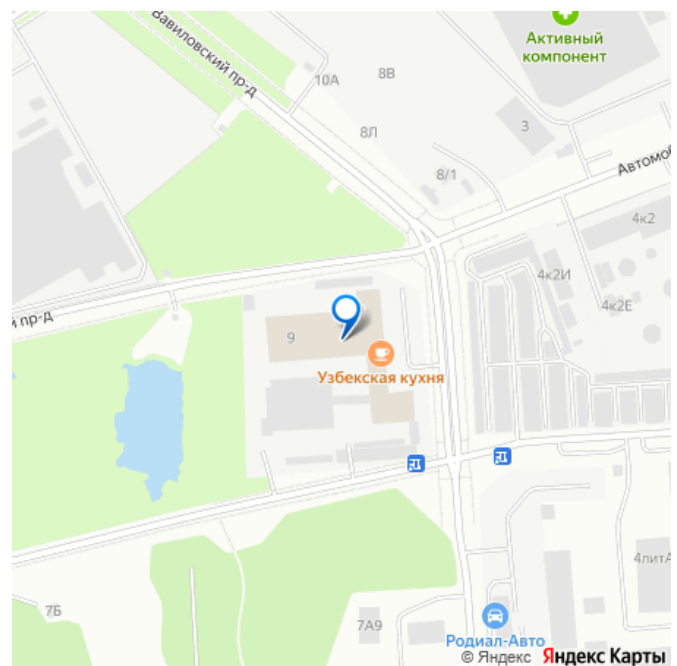 Активный
компонент
Вавиловский пр-д
10А
8В
8Л
3
8/1
Автомоб
4к2
4к2И
4к2Е
й пр-д
9
Узбекская кухня
4литА
7Б
7А9
Родиал-Авто
© Яндекс Яндекс Карты